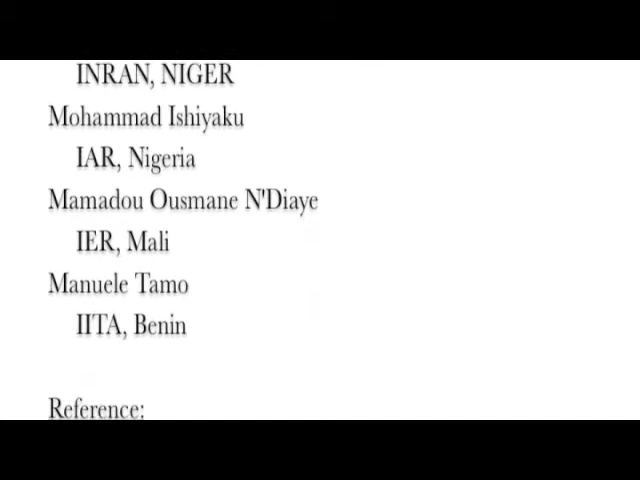 INRAN, NIGER
Mohammad Ishiyaku
IAR, Nigeria
Mamadou Ousmane N'Diaye
IER, Mali
Manuele Tamo
IITA, Benin
Reference: